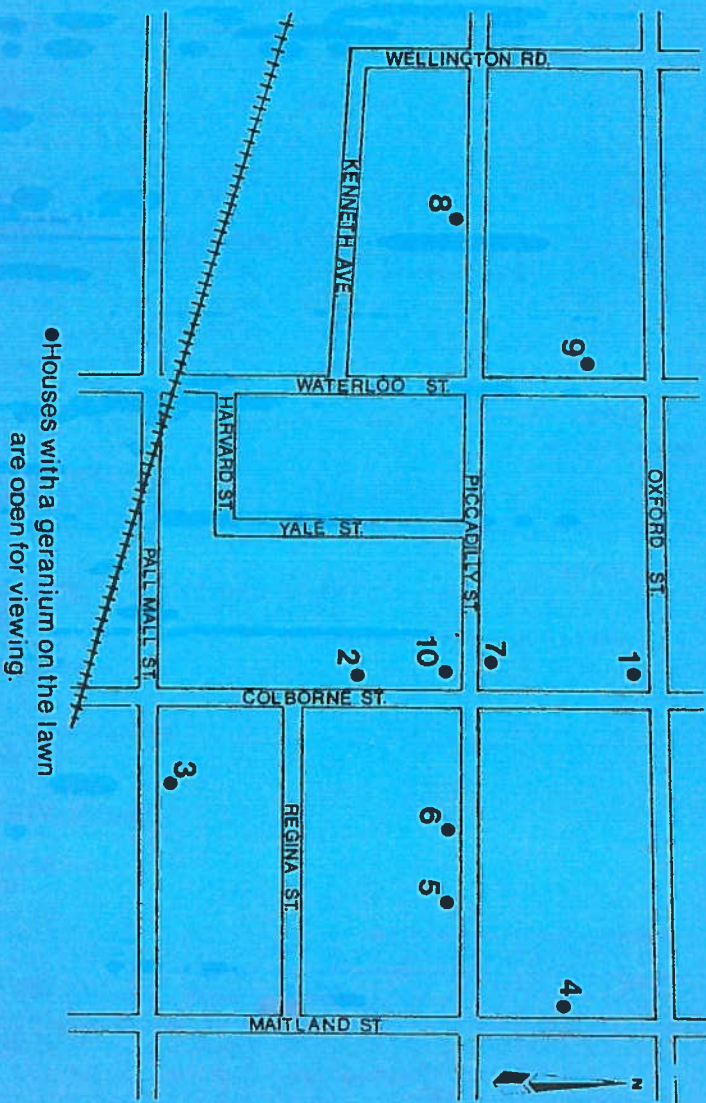 WELLINGTON RD.
KENNETH AVE.
8
9
WATERLOO ST.
HARVARD ST.
YALE ST.
PICCADILLY ST.
OXFORD ST.
PALL MALL ST.
1
7
10
2
COLBORNE ST.
3
6
5
REGINA ST.
4
MAITLAND ST.
N
●Houses with a geranium on the lawn
are open for viewing.